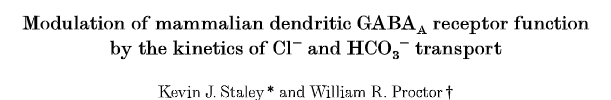 Modulation of mammalian dendritic GABA_A receptor function
by the kinetics of Cl⁻ and HCO₃⁻ transport
Kevin J. Staley * and William R. Proctor †